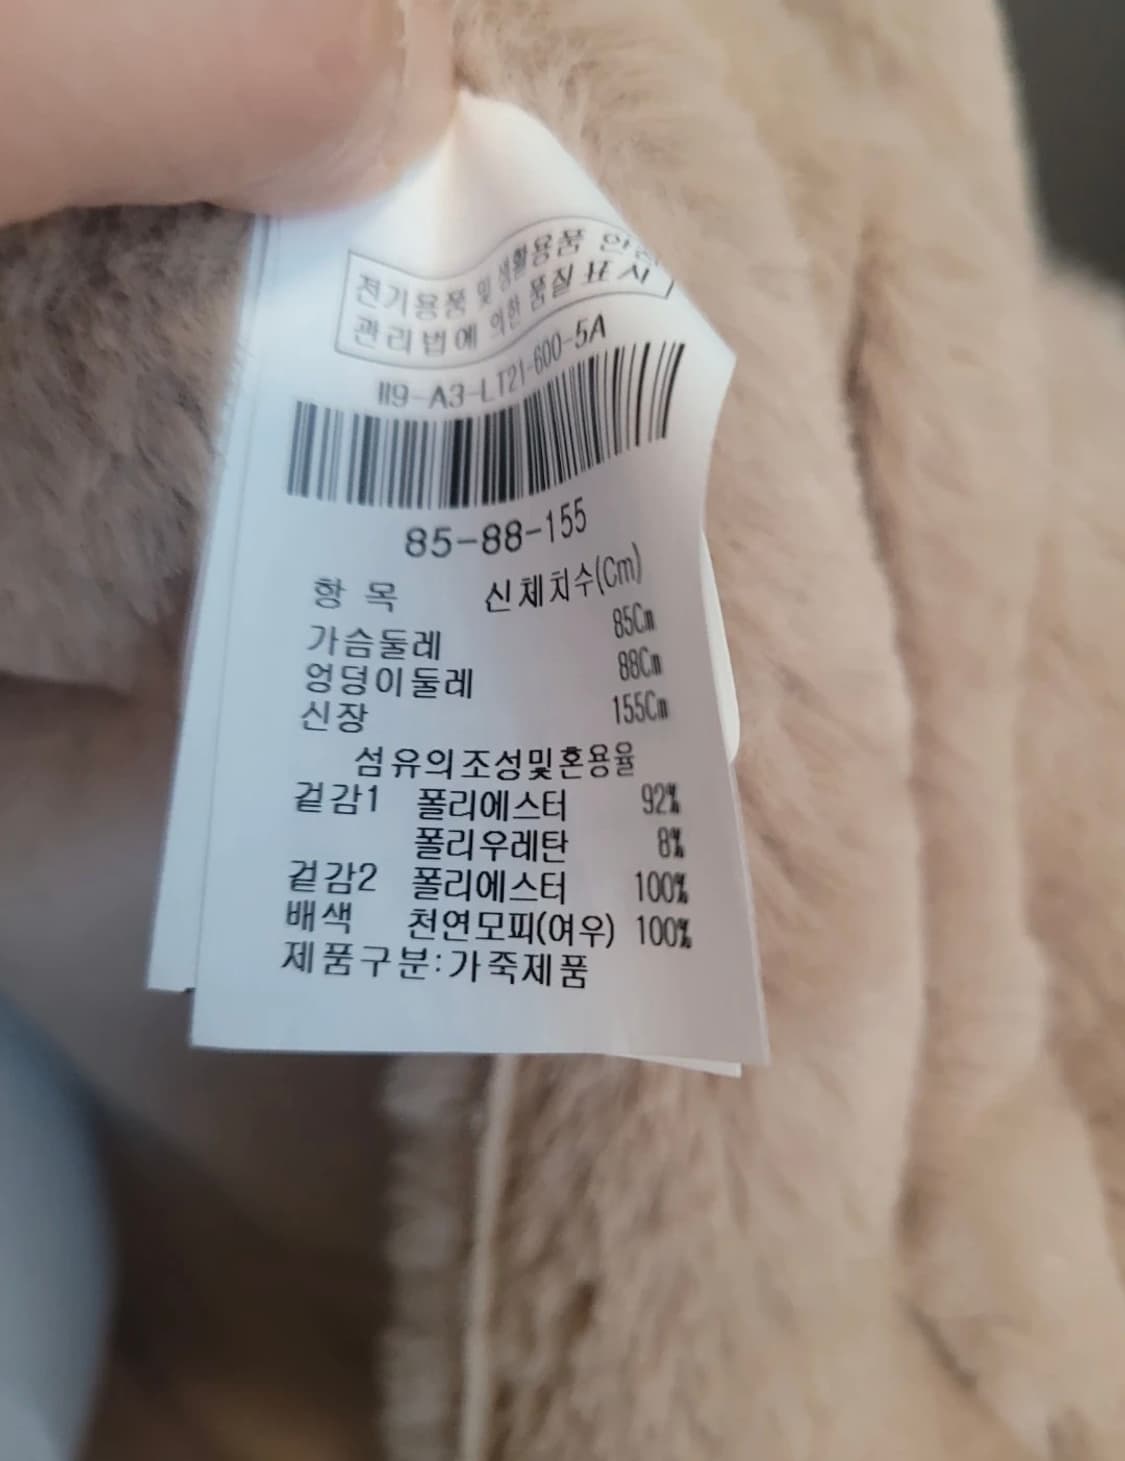 전기용품 및 생활용품 안전
관리법에 의한 품질표시
119-A3-LT21-600-5A
85-88-155
항 목 신체치수(Cm)
가슴둘레 85Cm
엉덩이둘레 88Cm
신장 155Cm
섬유의조성및혼용율
겉감1 폴리에스터 92%
폴리우레탄 8%
겉감2 폴리에스터 100%
배색 천연모피(여우) 100%
제품구분:가죽제품